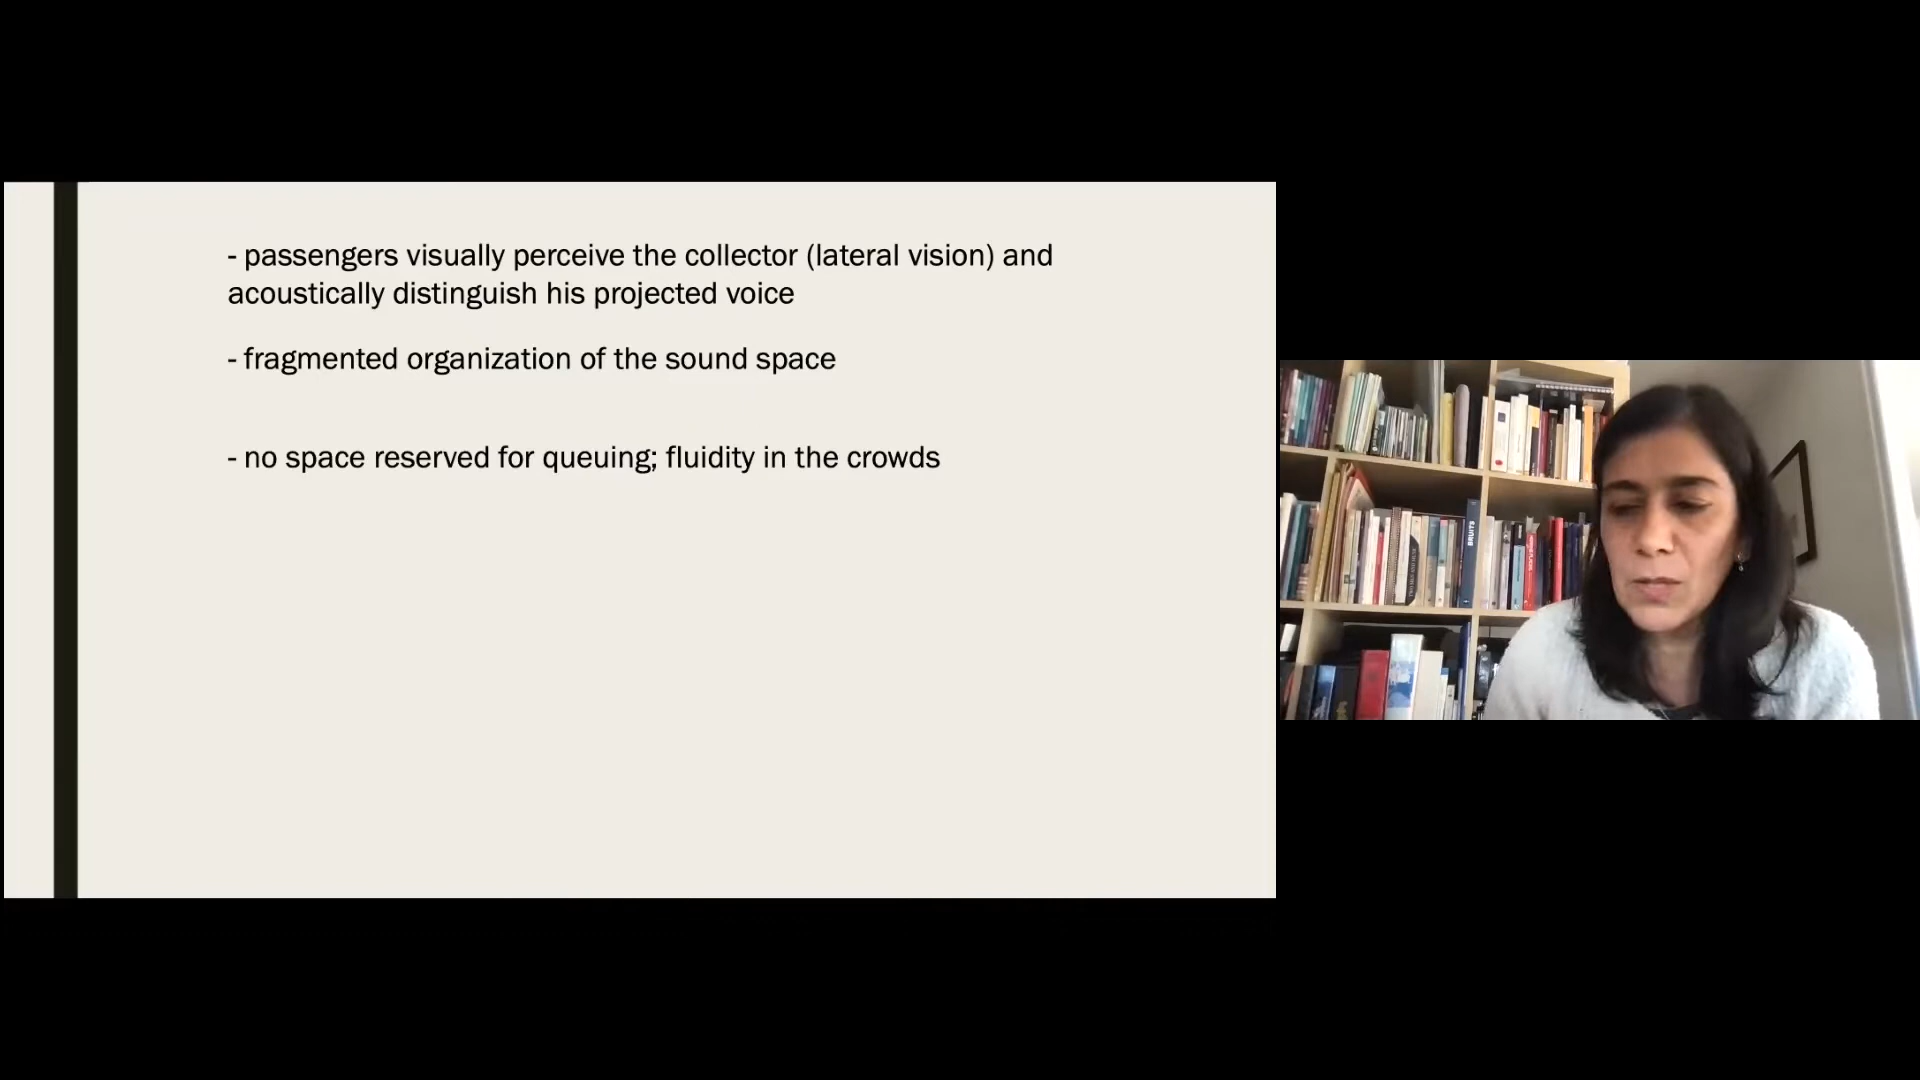 - passengers visually perceive the collector (lateral vision) and
acoustically distinguish his projected voice
- fragmented organization of the sound space
- no space reserved for queuing; fluidity in the crowds
BRUITS